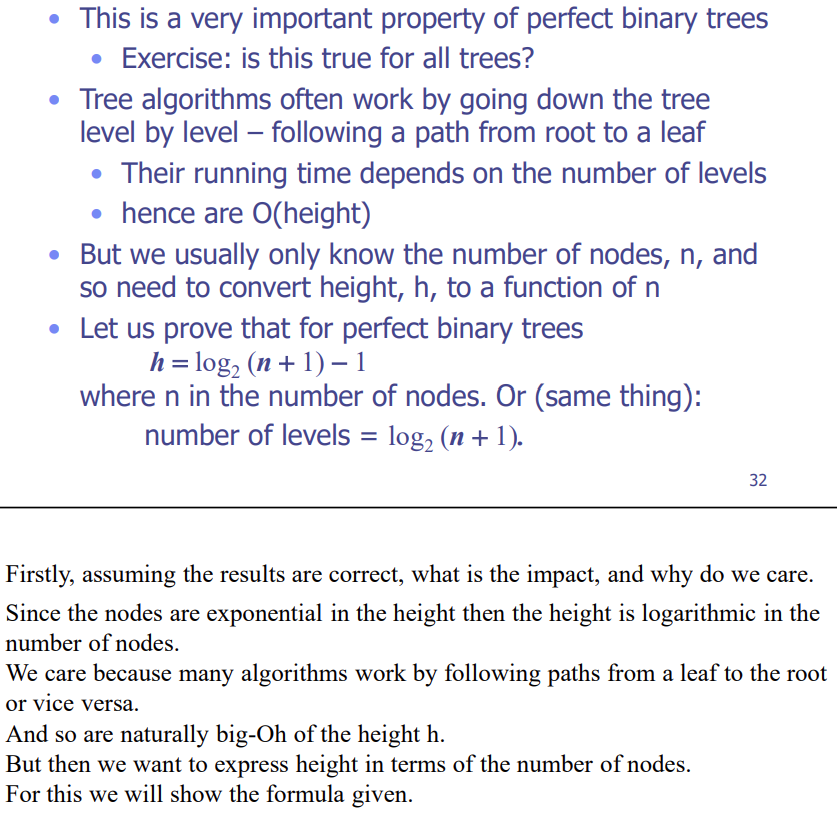 • This is a very important property of perfect binary trees
• Exercise: is this true for all trees?
• Tree algorithms often work by going down the tree
level by level – following a path from root to a leaf
• Their running time depends on the number of levels
• hence are O(height)
• But we usually only know the number of nodes, n, and
so need to convert height, h, to a function of n
• Let us prove that for perfect binary trees
h = log₂ (n + 1) – 1
where n in the number of nodes. Or (same thing):
number of levels = log₂ (n + 1).
32
Firstly, assuming the results are correct, what is the impact, and why do we care.
Since the nodes are exponential in the height then the height is logarithmic in the
number of nodes.
We care because many algorithms work by following paths from a leaf to the root
or vice versa.
And so are naturally big-Oh of the height h.
But then we want to express height in terms of the number of nodes.
For this we will show the formula given.